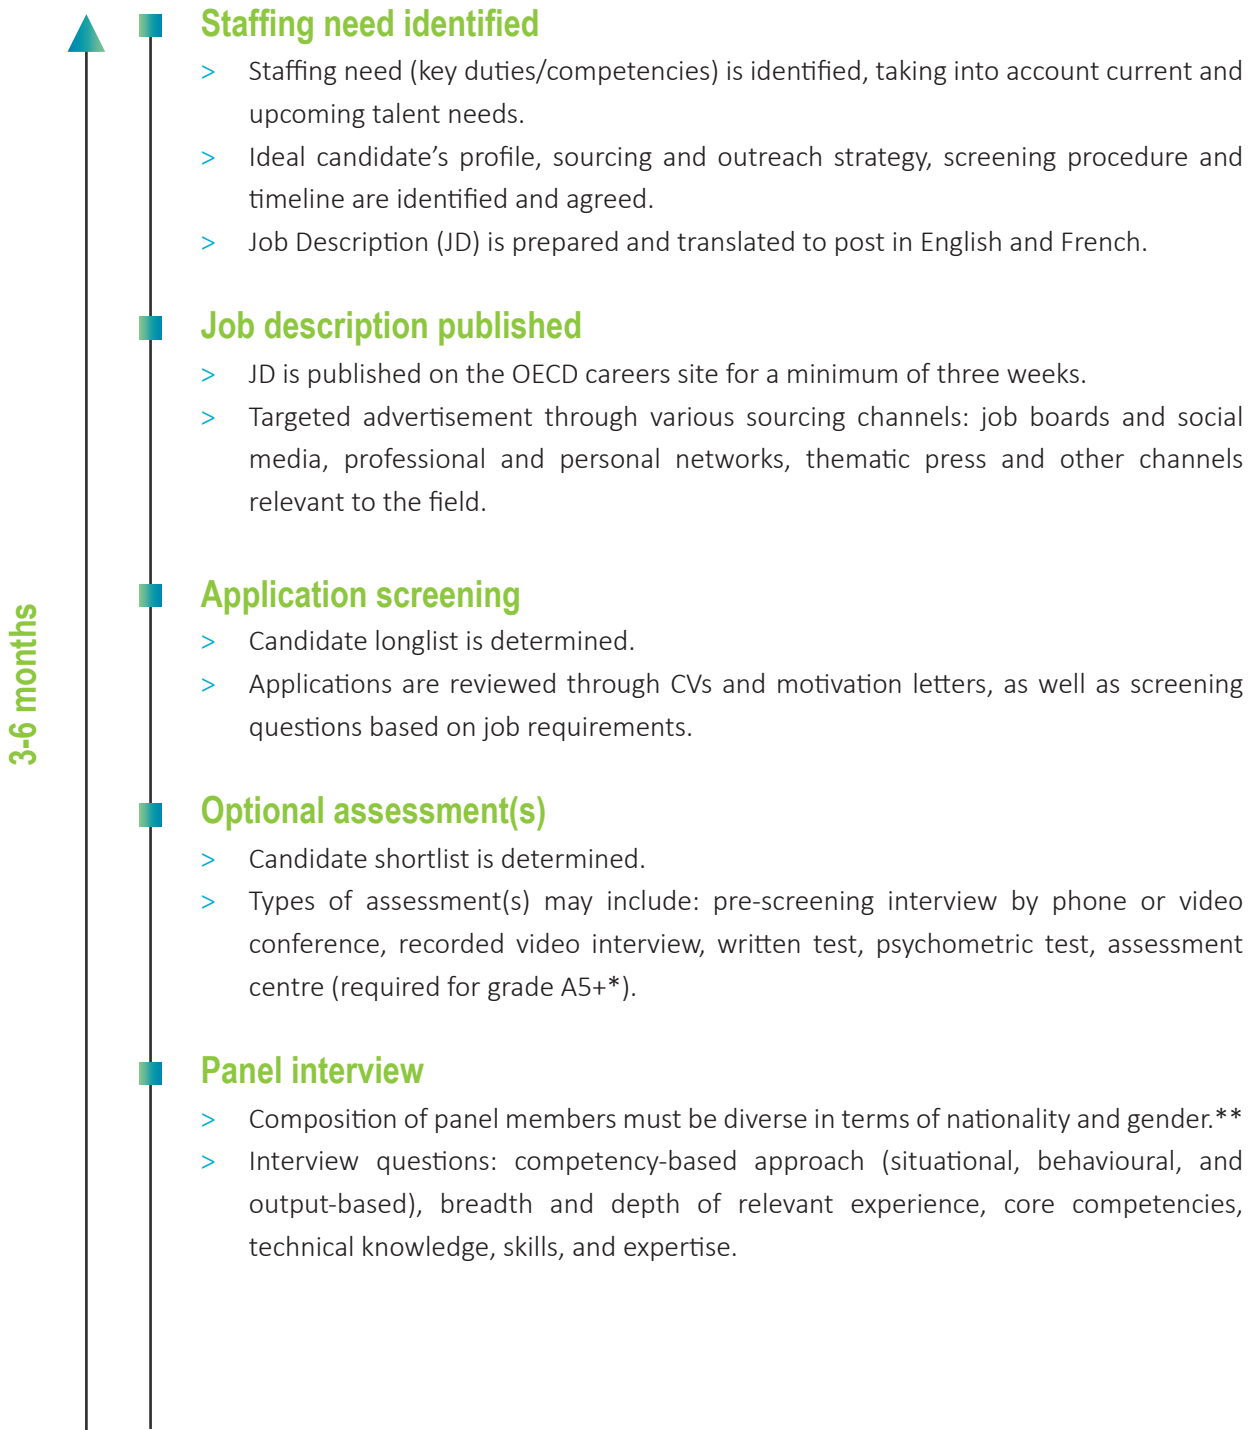 Staffing need identified
> Staffing need (key duties/competencies) is identified, taking into account current and
upcoming talent needs.
> Ideal candidate's profile, sourcing and outreach strategy, screening procedure and
timeline are identified and agreed.
> Job Description (JD) is prepared and translated to post in English and French.
Job description published
> JD is published on the OECD careers site for a minimum of three weeks.
> Targeted advertisement through various sourcing channels: job boards and social
media, professional and personal networks, thematic press and other channels
relevant to the field.
3-6 months
Application screening
> Candidate longlist is determined.
> Applications are reviewed through CVs and motivation letters, as well as screening
questions based on job requirements.
Optional assessment(s)
> Candidate shortlist is determined.
> Types of assessment(s) may include: pre-screening interview by phone or video
conference, recorded video interview, written test, psychometric test, assessment
centre (required for grade A5+*).
Panel interview
> Composition of panel members must be diverse in terms of nationality and gender.**
> Interview questions: competency-based approach (situational, behavioural, and
output-based), breadth and depth of relevant experience, core competencies,
technical knowledge, skills, and expertise.